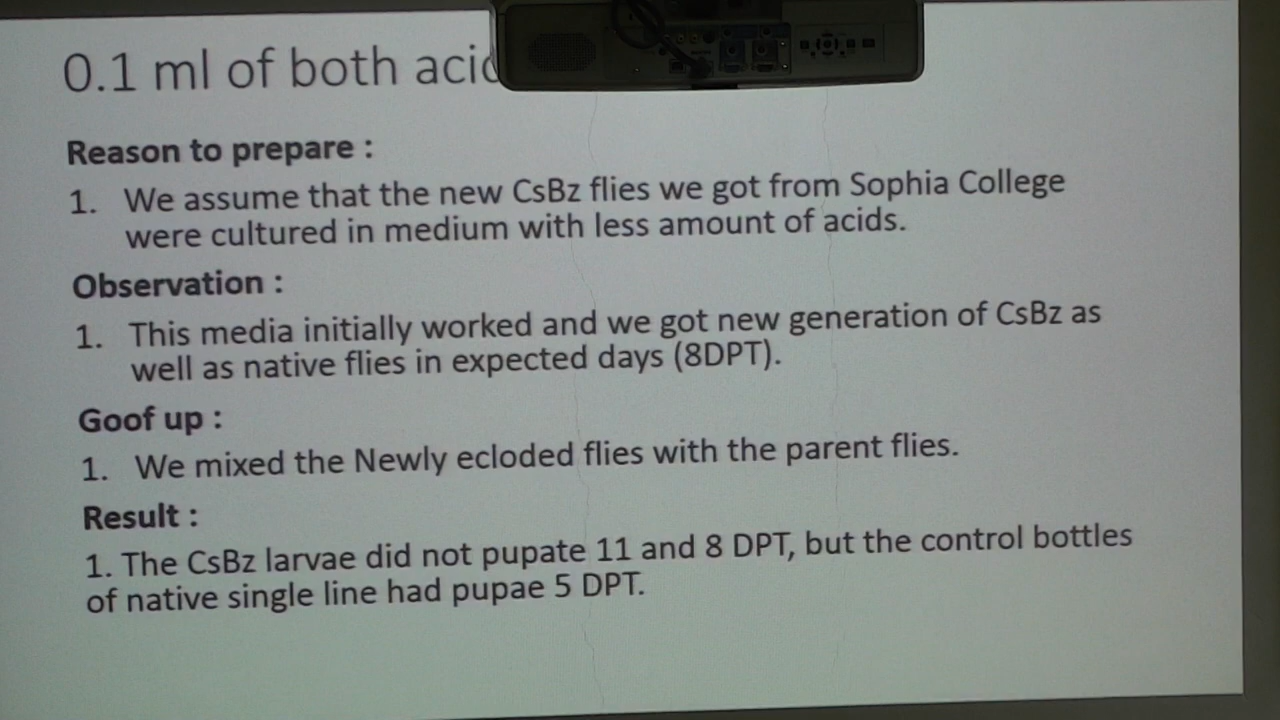 0.1 ml of both
Reason to prepare :
1. We assume that the new CsBz flies we got from Sophia College
were cultured in medium with less amount of acids.
Observation :
1. This media initially worked and we got new generation of CsBz as
well as native flies in expected days (8DPT).
Goof up :
1. We mixed the Newly ecloded flies with the parent flies.
Result :
1. The CsBz larvae did not pupate 11 and 8 DPT, but the control bottles
of native single line had pupae 5 DPT.